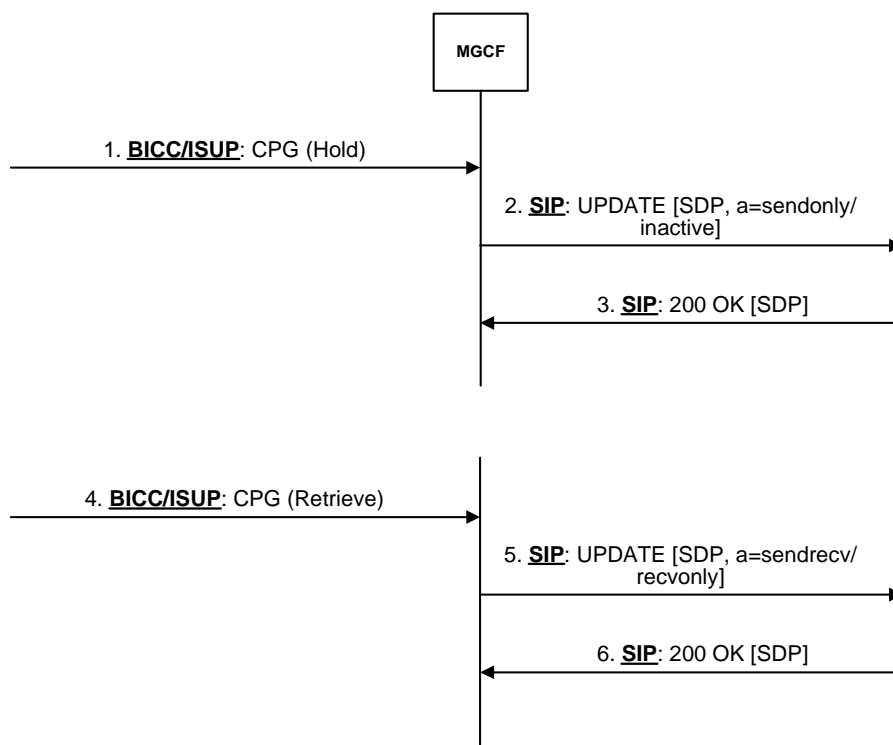 MGCF
1. BICC/ISUP: CPG (Hold)
2. SIP: UPDATE [SDP, a=sendonly/
inactive]
3. SIP: 200 OK [SDP]
4. BICC/ISUP: CPG (Retrieve)
5. SIP: UPDATE [SDP, a=sendrecv/
recvonly]
6. SIP: 200 OK [SDP]